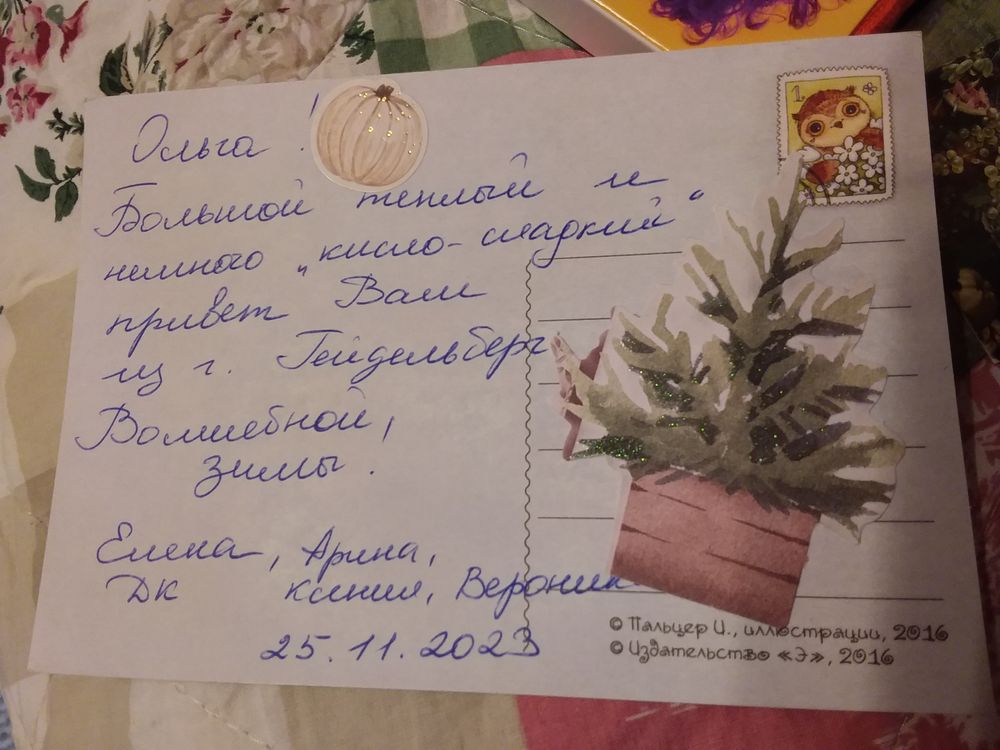 Ольга!
Большой теплый и
немного „кисло-сладкий“
привет Вам
из г. Гейдельберг
Волшебной,
зимы.
Елена, Арина,
ДК Ксения, Вероник
25.11.2023
1
© Пальцер И., иллюстрации, 2016
© Издательство «Э», 2016